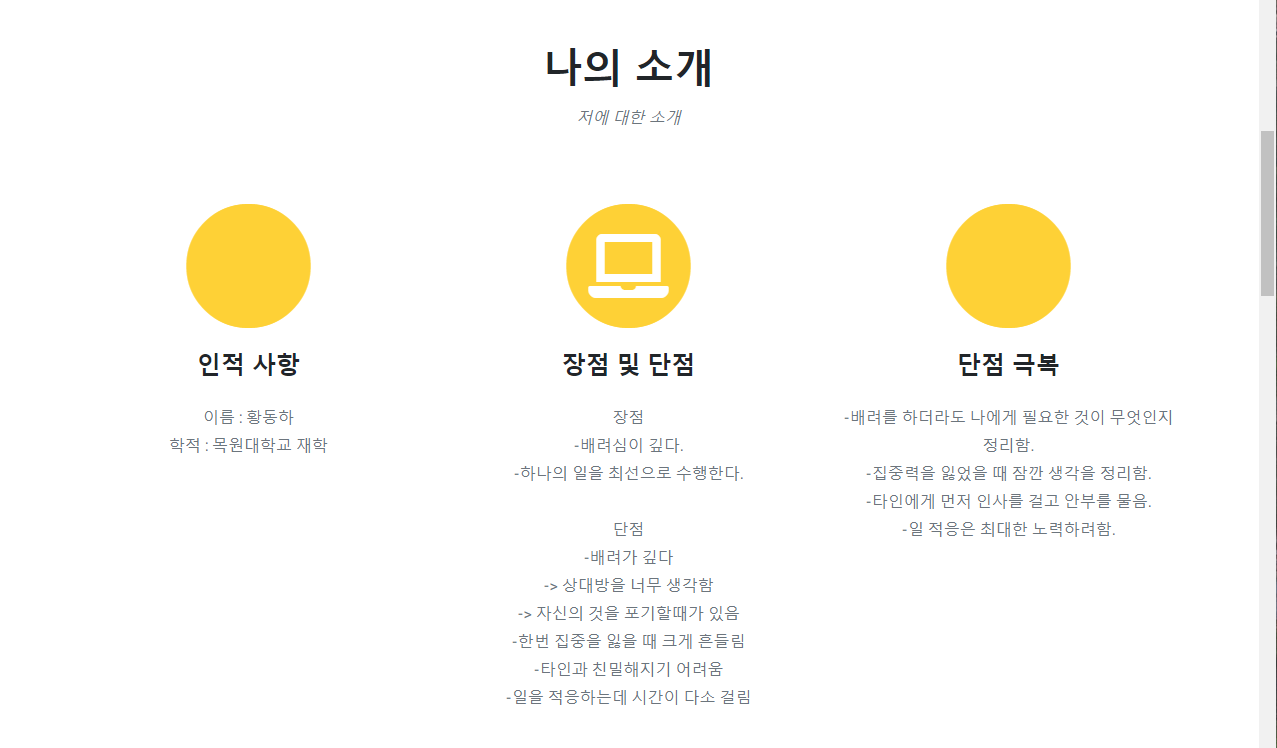 나의 소개
저에 대한 소개
인적 사항
이름 : 황동하
학적 : 목원대학교 재학
장점 및 단점
장점
-배려심이 깊다.
-하나의 일을 최선으로 수행한다.
단점
-배려가 깊다
-> 상대방을 너무 생각함
-> 자신의 것을 포기할때가 있음
-한번 집중을 잃을 때 크게 흔들림
-타인과 친밀해지기 어려움
-일을 적응하는데 시간이 다소 걸림
단점 극복
-배려를 하더라도 나에게 필요한 것이 무엇인지
정리함.
-집중력을 잃었을 때 잠깐 생각을 정리함.
-타인에게 먼저 인사를 걸고 안부를 물음.
-일 적응은 최대한 노력하려함.